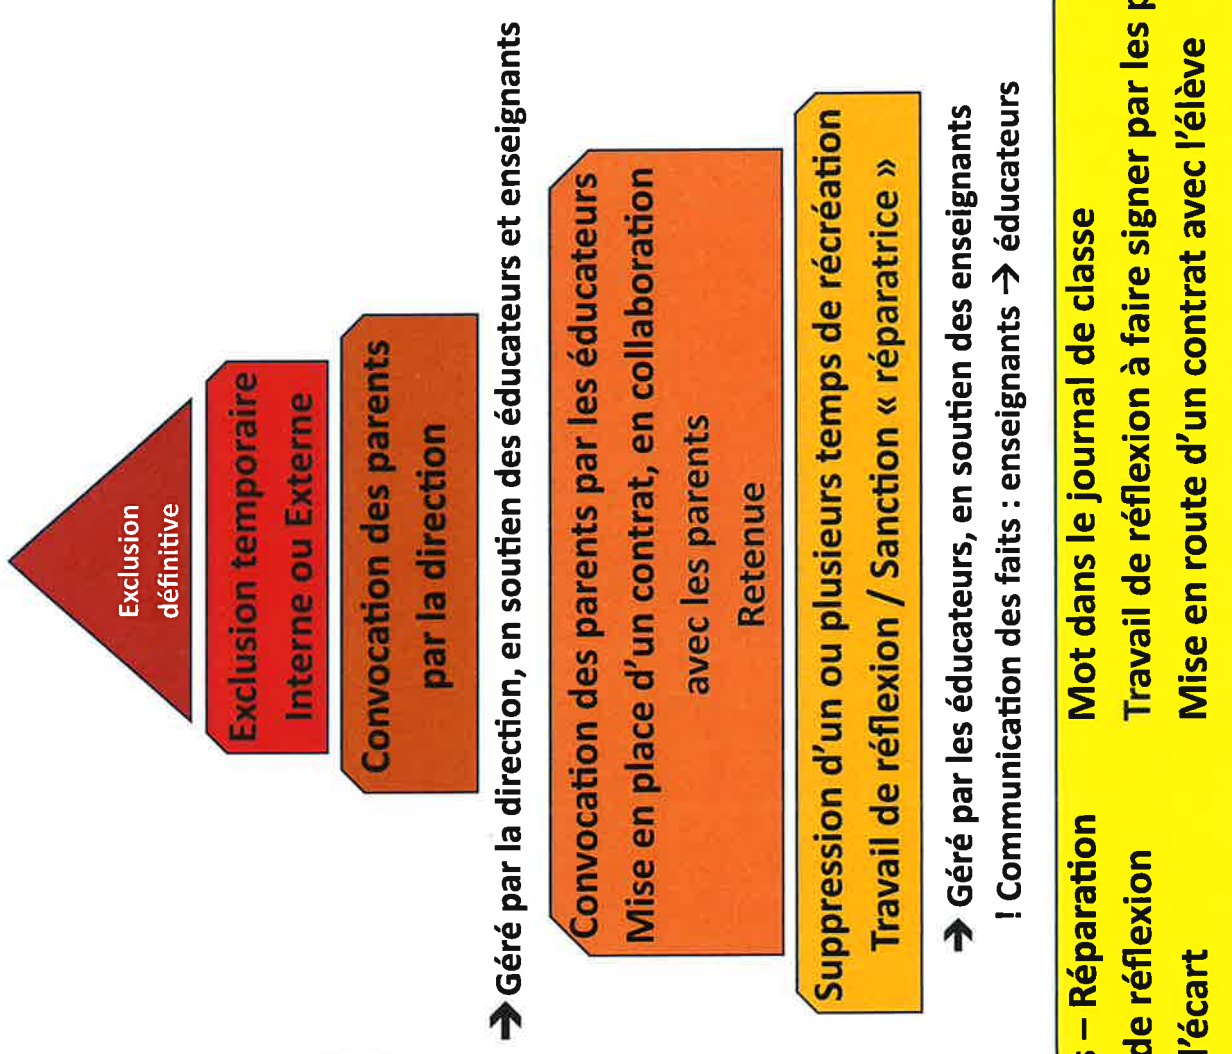 Exclusion
définitive
Exclusion temporaire
Interne ou Externe
Convocation des parents
par la direction
➔ Géré par la direction, en soutien des éducateurs et enseignants
Convocation des parents par les éducateurs
Mise en place d'un contrat, en collaboration
avec les parents
Retenue
Suppression d'un ou plusieurs temps de récréation
Travail de réflexion / Sanction « réparatrice »
➔ Géré par les éducateurs, en soutien des enseignants
! Communication des faits : enseignants → éducateurs
– Réparation
de réflexion
l'écart
Mot dans le journal de classe
Travail de réflexion à faire signer par les
Mise en route d'un contrat avec l'élève